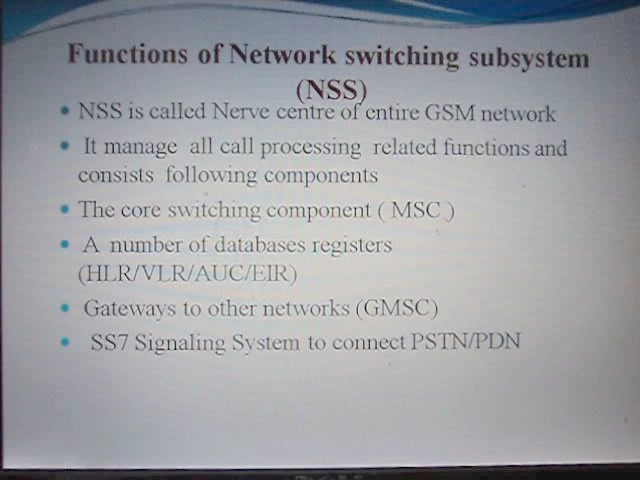 Functions of Network switching subsystem
(NSS)
NSS is called Nerve centre of entire GSM network
It manage all call processing related functions and
consists following components
The core switching component ( MSC )
A number of databases registers
(HLR/VLR/AUC/EIR)
Gateways to other networks (GMSC)
SS7 Signaling System to connect PSTN/PDN